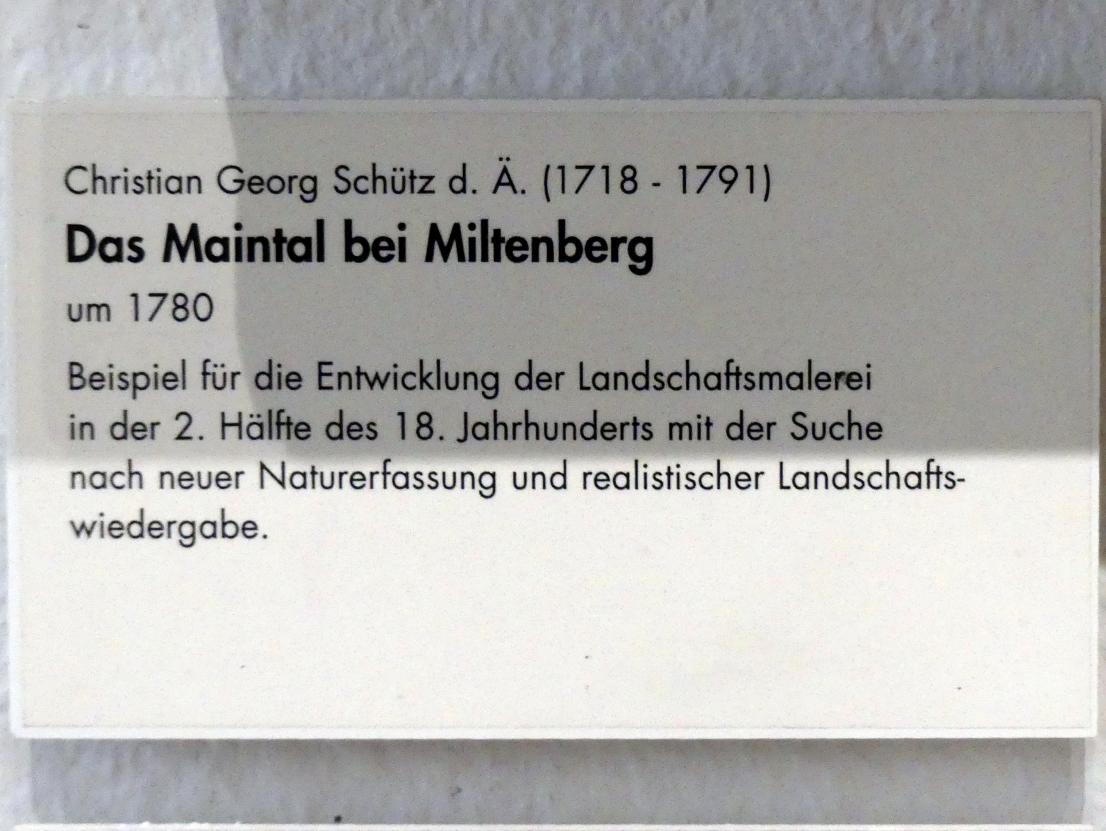 Christian Georg Schütz d. Ä. (1718 - 1791)
Das Maintal bei Miltenberg
um 1780
Beispiel für die Entwicklung der Landschaftsmalerei
in der 2. Hälfte des 18. Jahrhunderts mit der Suche
nach neuer Naturerfassung und realistischer Landschafts-
wiedergabe.